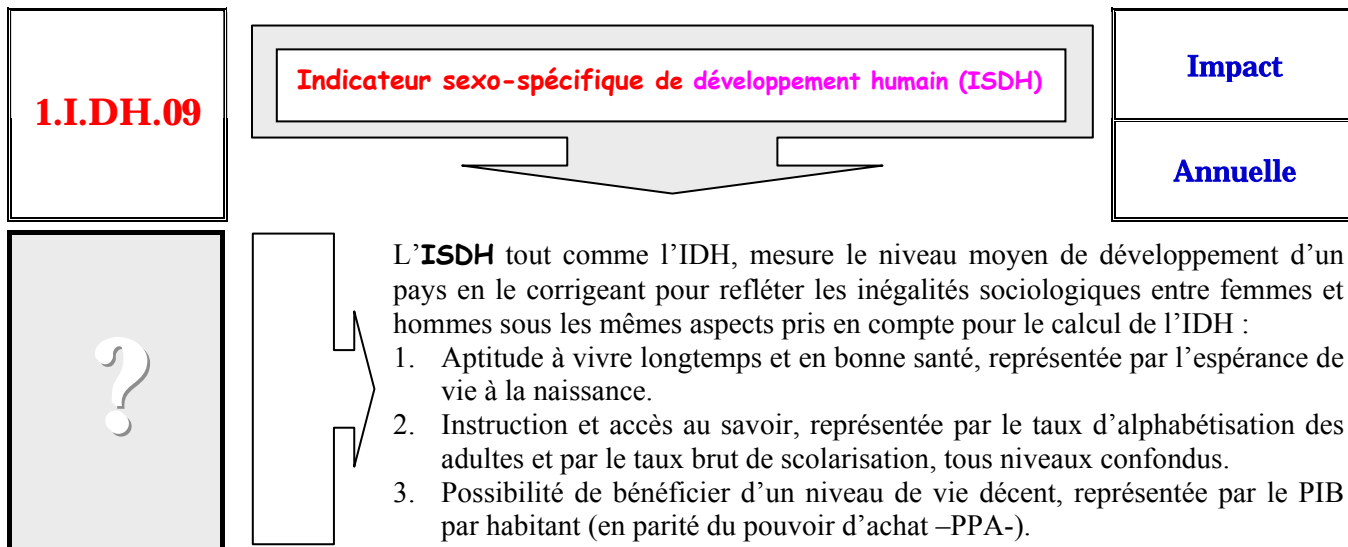 1.I.DH.09
Indicateur sexo-spécifique de développement humain (ISDH)
Impact
Annuelle
?
L’ISDH tout comme l’IDH, mesure le niveau moyen de développement d’un
pays en le corrigeant pour refléter les inégalités sociologiques entre femmes et
hommes sous les mêmes aspects pris en compte pour le calcul de l’IDH :
1. Aptitude à vivre longtemps et en bonne santé, représentée par l’espérance de
vie à la naissance.
2. Instruction et accès au savoir, représentée par le taux d’alphabétisation des
adultes et par le taux brut de scolarisation, tous niveaux confondus.
3. Possibilité de bénéficier d’un niveau de vie décent, représentée par le PIB
par habitant (en parité du pouvoir d’achat –PPA-).